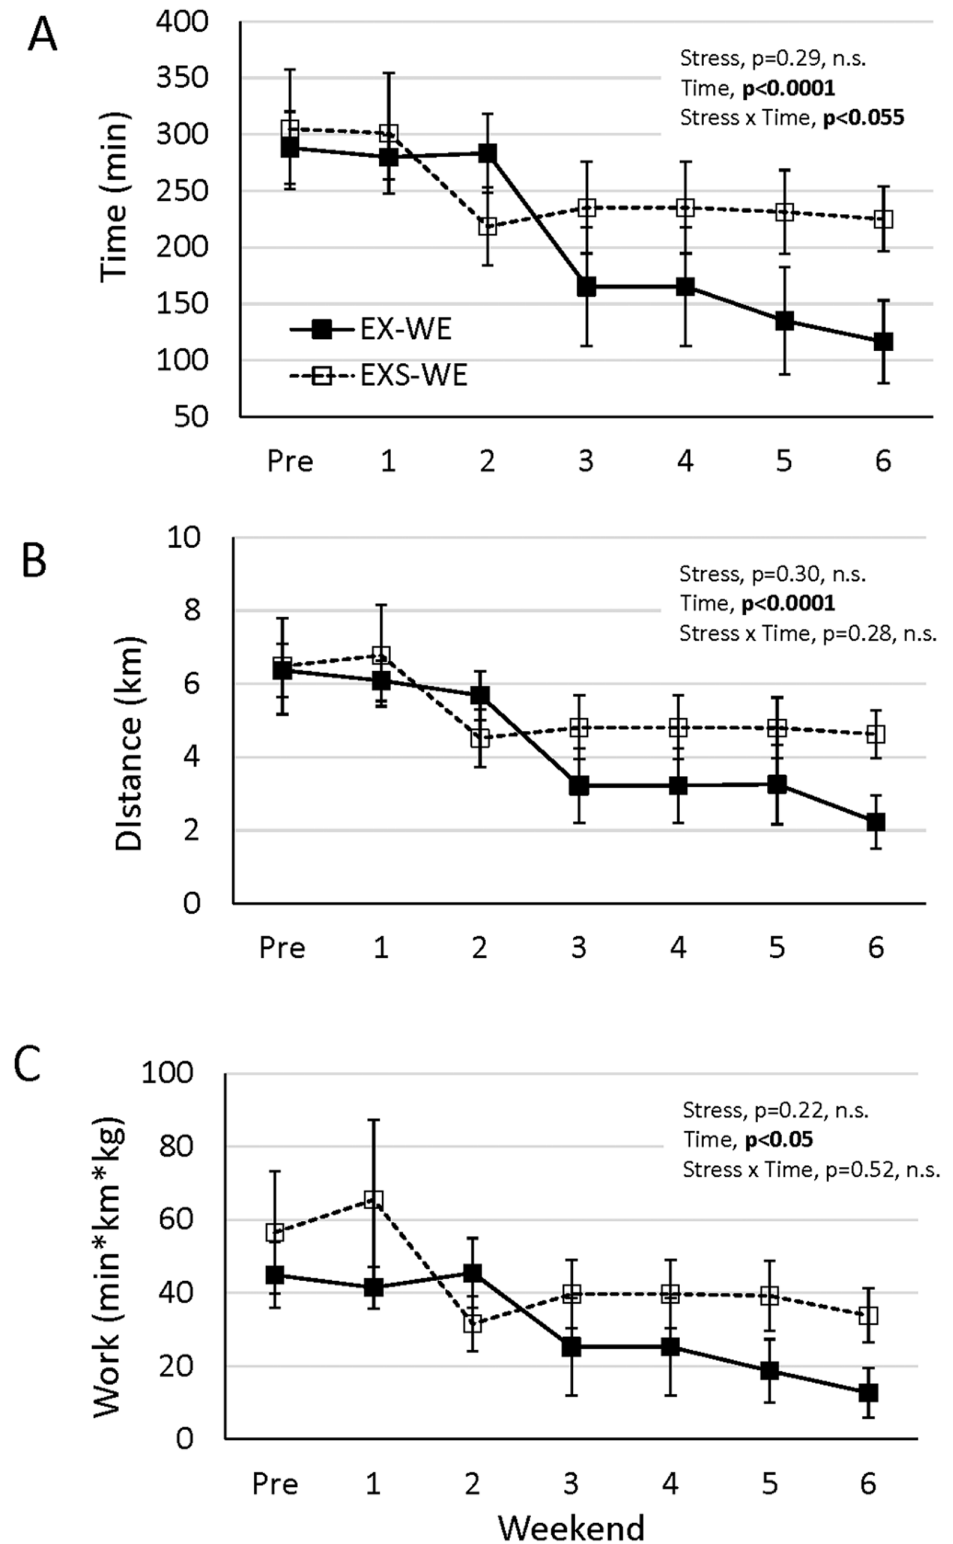 A
400
350
300
250
200
150
100
50
Time (min)
Stress, p=0.29, n.s.
Time, p<0.0001
Stress x Time, p<0.055
EX-WE
EXS-WE
Pre 1 2 3 4 5 6
B
10
8
6
4
2
0
DIstance (km)
Stress, p=0.30, n.s.
Time, p<0.0001
Stress x Time, p=0.28, n.s.
Pre 1 2 3 4 5 6
C
100
80
60
40
20
0
Work (min*km*kg)
Stress, p=0.22, n.s.
Time, p<0.05
Stress x Time, p=0.52, n.s.
Pre 1 2 3 4 5 6
Weekend